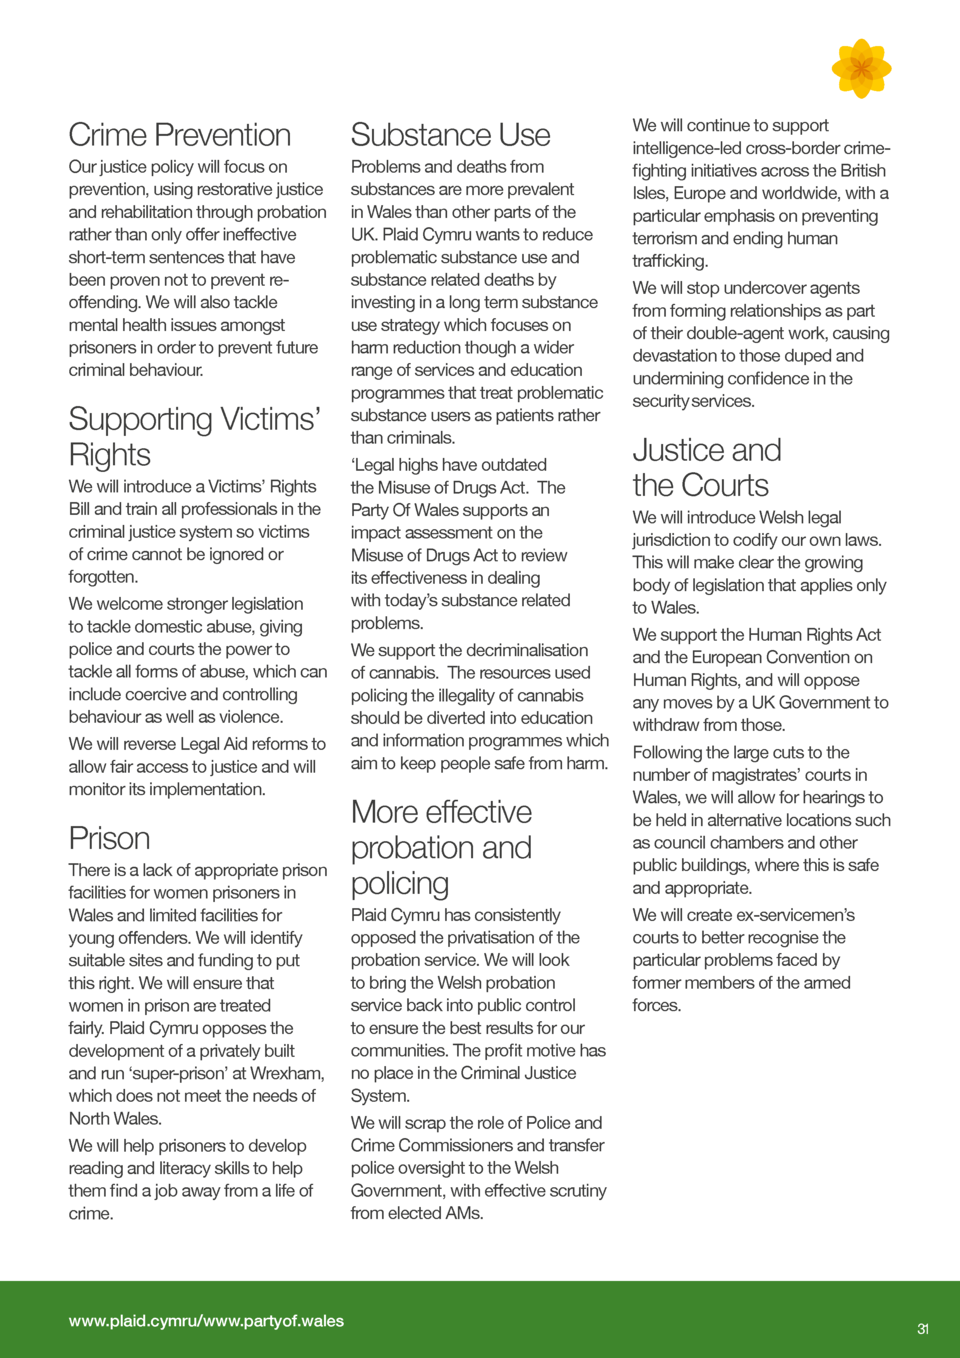 Crime Prevention
Our justice policy will focus on
prevention, using restorative justice
and rehabilitation through probation
rather than only offer ineffective
short-term sentences that have
been proven not to prevent re-
offending. We will also tackle
mental health issues amongst
prisoners in order to prevent future
criminal behaviour.
Supporting Victims’
Rights
We will introduce a Victims’ Rights
Bill and train all professionals in the
criminal justice system so victims
of crime cannot be ignored or
forgotten.
We welcome stronger legislation
to tackle domestic abuse, giving
police and courts the power to
tackle all forms of abuse, which can
include coercive and controlling
behaviour as well as violence.
We will reverse Legal Aid reforms to
allow fair access to justice and will
monitor its implementation.
Prison
There is a lack of appropriate prison
facilities for women prisoners in
Wales and limited facilities for
young offenders. We will identify
suitable sites and funding to put
this right. We will ensure that
women in prison are treated
fairly. Plaid Cymru opposes the
development of a privately built
and run ‘super-prison’ at Wrexham,
which does not meet the needs of
North Wales.
We will help prisoners to develop
reading and literacy skills to help
them find a job away from a life of
crime.
Substance Use
Problems and deaths from
substances are more prevalent
in Wales than other parts of the
UK. Plaid Cymru wants to reduce
problematic substance use and
substance related deaths by
investing in a long term substance
use strategy which focuses on
harm reduction though a wider
range of services and education
programmes that treat problematic
substance users as patients rather
than criminals.
‘Legal highs have outdated
the Misuse of Drugs Act.  The
Party Of Wales supports an
impact assessment on the
Misuse of Drugs Act to review
its effectiveness in dealing
with today’s substance related
problems.
We support the decriminalisation
of cannabis.  The resources used
policing the illegality of cannabis
should be diverted into education
and information programmes which
aim to keep people safe from harm.
More effective
probation and
policing
Plaid Cymru has consistently
opposed the privatisation of the
probation service. We will look
to bring the Welsh probation
service back into public control
to ensure the best results for our
communities. The profit motive has
no place in the Criminal Justice
System.
We will scrap the role of Police and
Crime Commissioners and transfer
police oversight to the Welsh
Government, with effective scrutiny
from elected AMs.
We will continue to support
intelligence-led cross-border crime-
fighting initiatives across the British
Isles, Europe and worldwide, with a
particular emphasis on preventing
terrorism and ending human
trafficking.
We will stop undercover agents
from forming relationships as part
of their double-agent work, causing
devastation to those duped and
undermining confidence in the
security services.
Justice and
the Courts
We will introduce Welsh legal
jurisdiction to codify our own laws.
This will make clear the growing
body of legislation that applies only
to Wales.
We support the Human Rights Act
and the European Convention on
Human Rights, and will oppose
any moves by a UK Government to
withdraw from those.
Following the large cuts to the
number of magistrates’ courts in
Wales, we will allow for hearings to
be held in alternative locations such
as council chambers and other
public buildings, where this is safe
and appropriate.
We will create ex-servicemen’s
courts to better recognise the
particular problems faced by
former members of the armed
forces.
www.plaid.cymru/www.partyof.wales
31